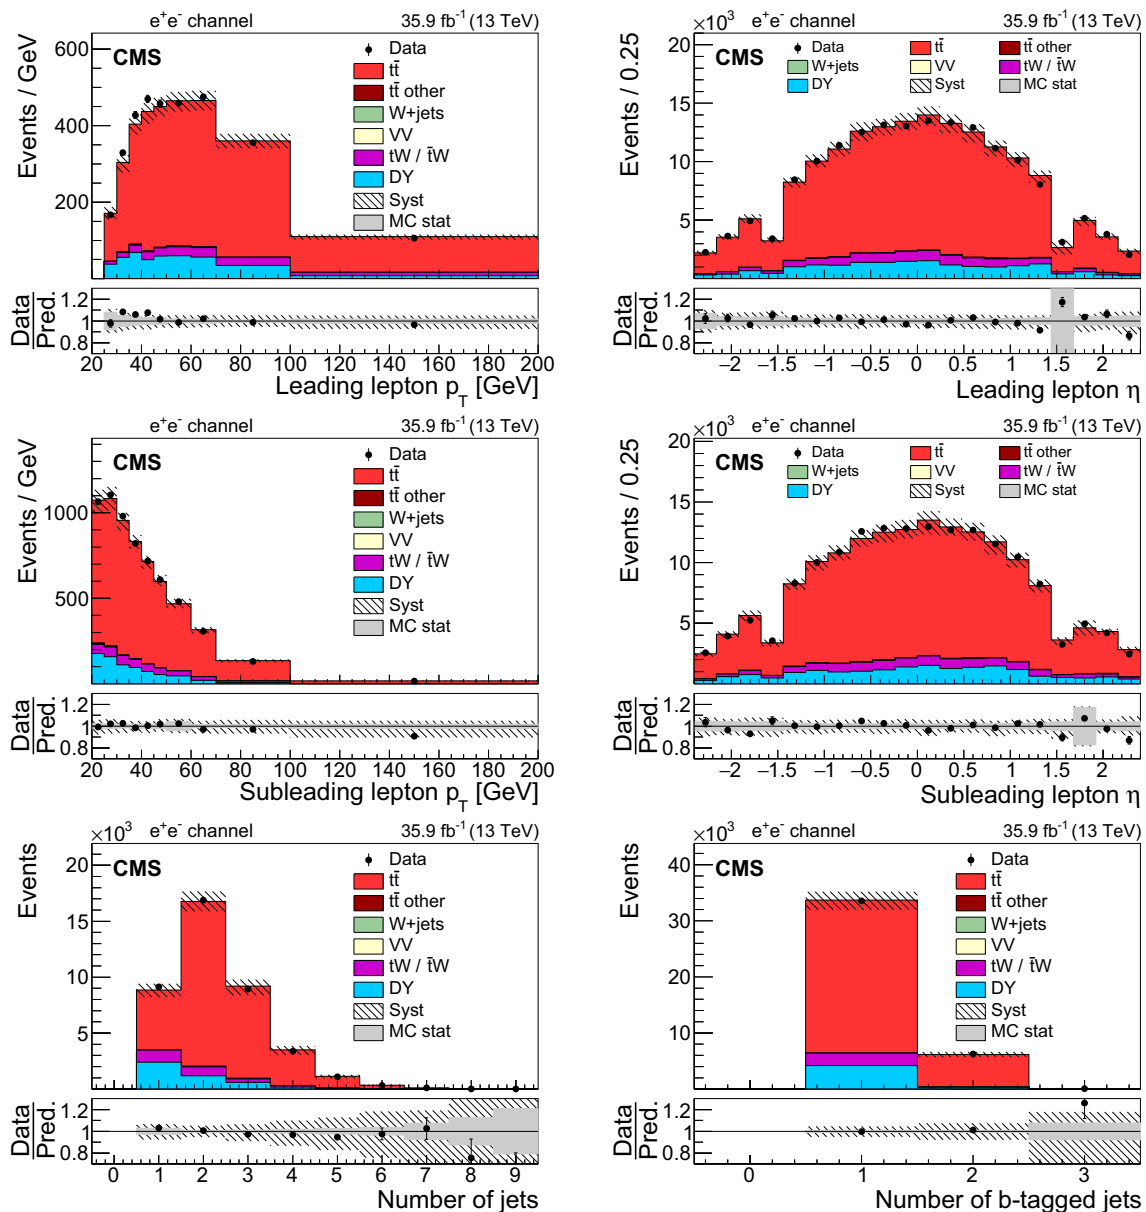 e⁺e⁻ channel 35.9 fb⁻¹ (13 TeV)
CMS
Data
tt̄
tt̄ other
W+jets
VV
tW / t̄W
DY
Syst
MC stat
Events / GeV
600
400
200
Data
Pred.
1.2
1
0.8
20 40 60 80 100 120 140 160 180 200
Leading lepton p_T [GeV]
×10³ e⁺e⁻ channel 35.9 fb⁻¹ (13 TeV)
CMS
Data tt̄ tt̄ other
W+jets VV tW / t̄W
DY Syst MC stat
Events / 0.25
20
15
10
5
Data
Pred.
1.2
1
0.8
−2 −1.5 −1 −0.5 0 0.5 1 1.5 2
Leading lepton η
e⁺e⁻ channel 35.9 fb⁻¹ (13 TeV)
CMS
Data
tt̄
tt̄ other
W+jets
VV
tW / t̄W
DY
Syst
MC stat
Events / GeV
1000
500
Data
Pred.
1.2
1
0.8
20 40 60 80 100 120 140 160 180 200
Subleading lepton p_T [GeV]
×10³ e⁺e⁻ channel 35.9 fb⁻¹ (13 TeV)
CMS
Data tt̄ tt̄ other
W+jets VV tW / t̄W
DY Syst MC stat
Events / 0.25
20
15
10
5
Data
Pred.
1.2
1
0.8
−2 −1.5 −1 −0.5 0 0.5 1 1.5 2
Subleading lepton η
×10³ e⁺e⁻ channel 35.9 fb⁻¹ (13 TeV)
CMS
Data
tt̄
tt̄ other
W+jets
VV
tW / t̄W
DY
Syst
MC stat
Events
20
15
10
5
Data
Pred.
1.2
1
0.8
0 1 2 3 4 5 6 7 8 9
Number of jets
×10³ e⁺e⁻ channel 35.9 fb⁻¹ (13 TeV)
CMS
Data
tt̄
tt̄ other
W+jets
VV
tW / t̄W
DY
Syst
MC stat
Events
40
30
20
10
Data
Pred.
1.2
1
0.8
0 1 2 3
Number of b-tagged jets